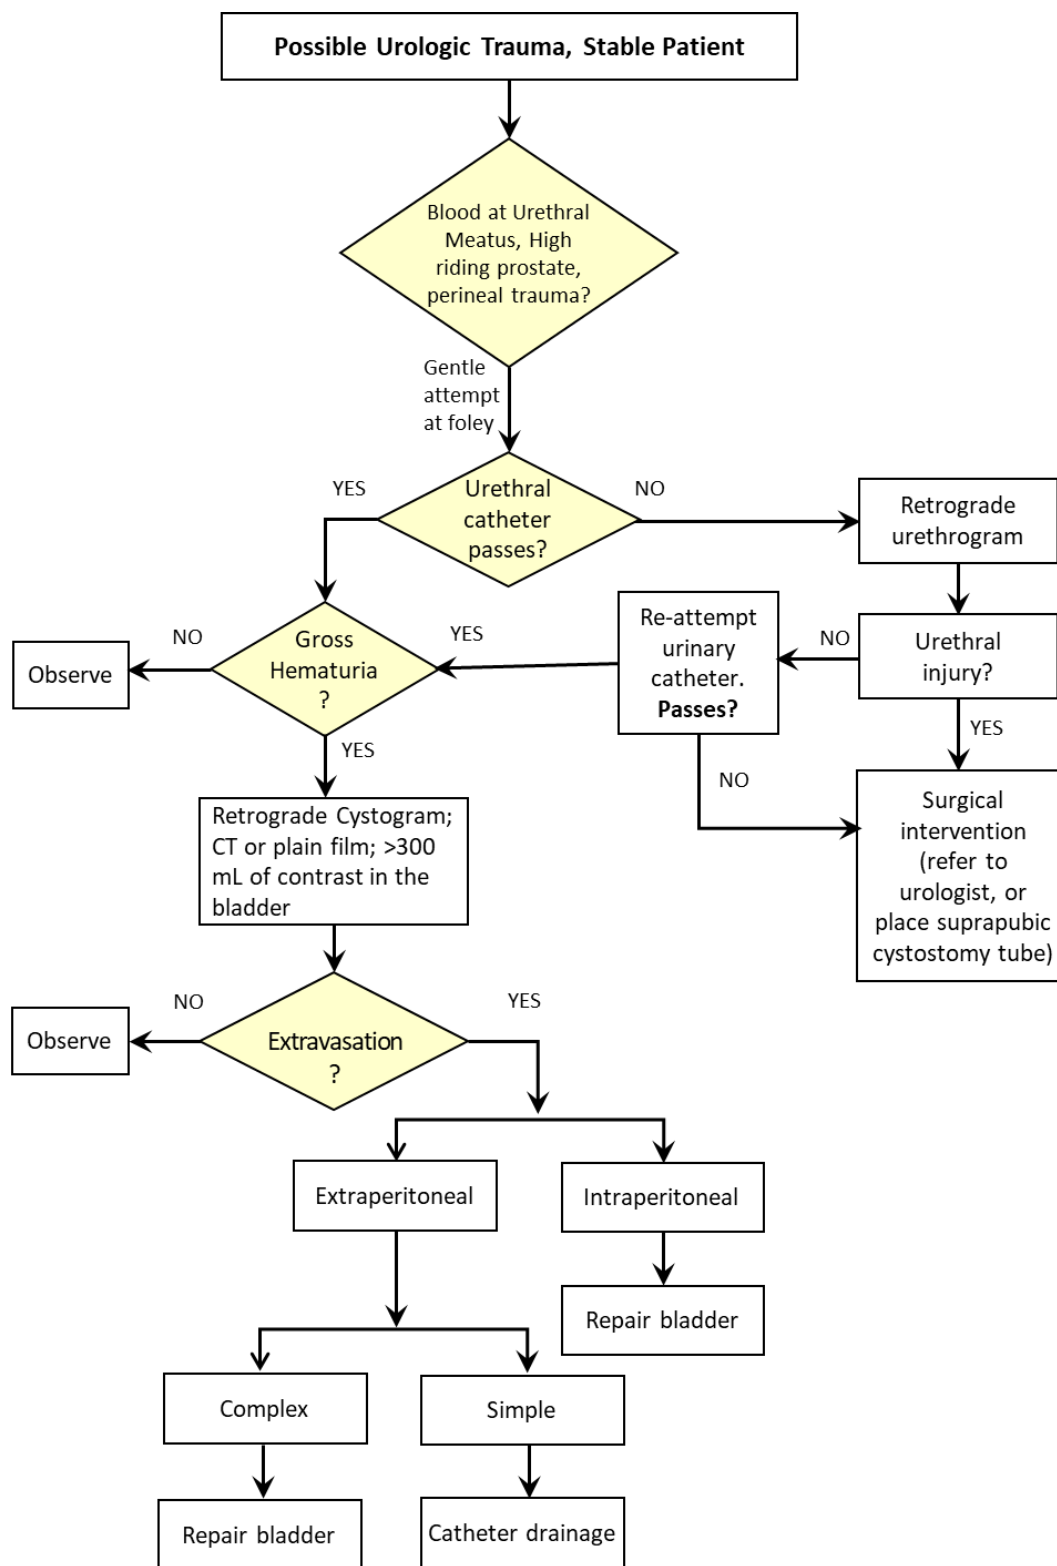 Possible Urologic Trauma, Stable Patient
Blood at Urethral
Meatus, High
riding prostate,
perineal trauma?
Gentle
attempt
at foley
YES
Urethral
catheter
passes?
NO
Retrograde
urethrogram
NO
Observe
Gross
Hematuria
?
YES
Re-attempt
urinary
catheter.
Passes?
NO
Urethral
injury?
YES
YES
NO
Retrograde Cystogram;
CT or plain film; >300
mL of contrast in the
bladder
Surgical
intervention
(refer to
urologist, or
place suprapubic
cystostomy tube)
NO
Observe
Extravasation
?
YES
Extraperitoneal
Intraperitoneal
Repair bladder
Complex
Simple
Repair bladder
Catheter drainage